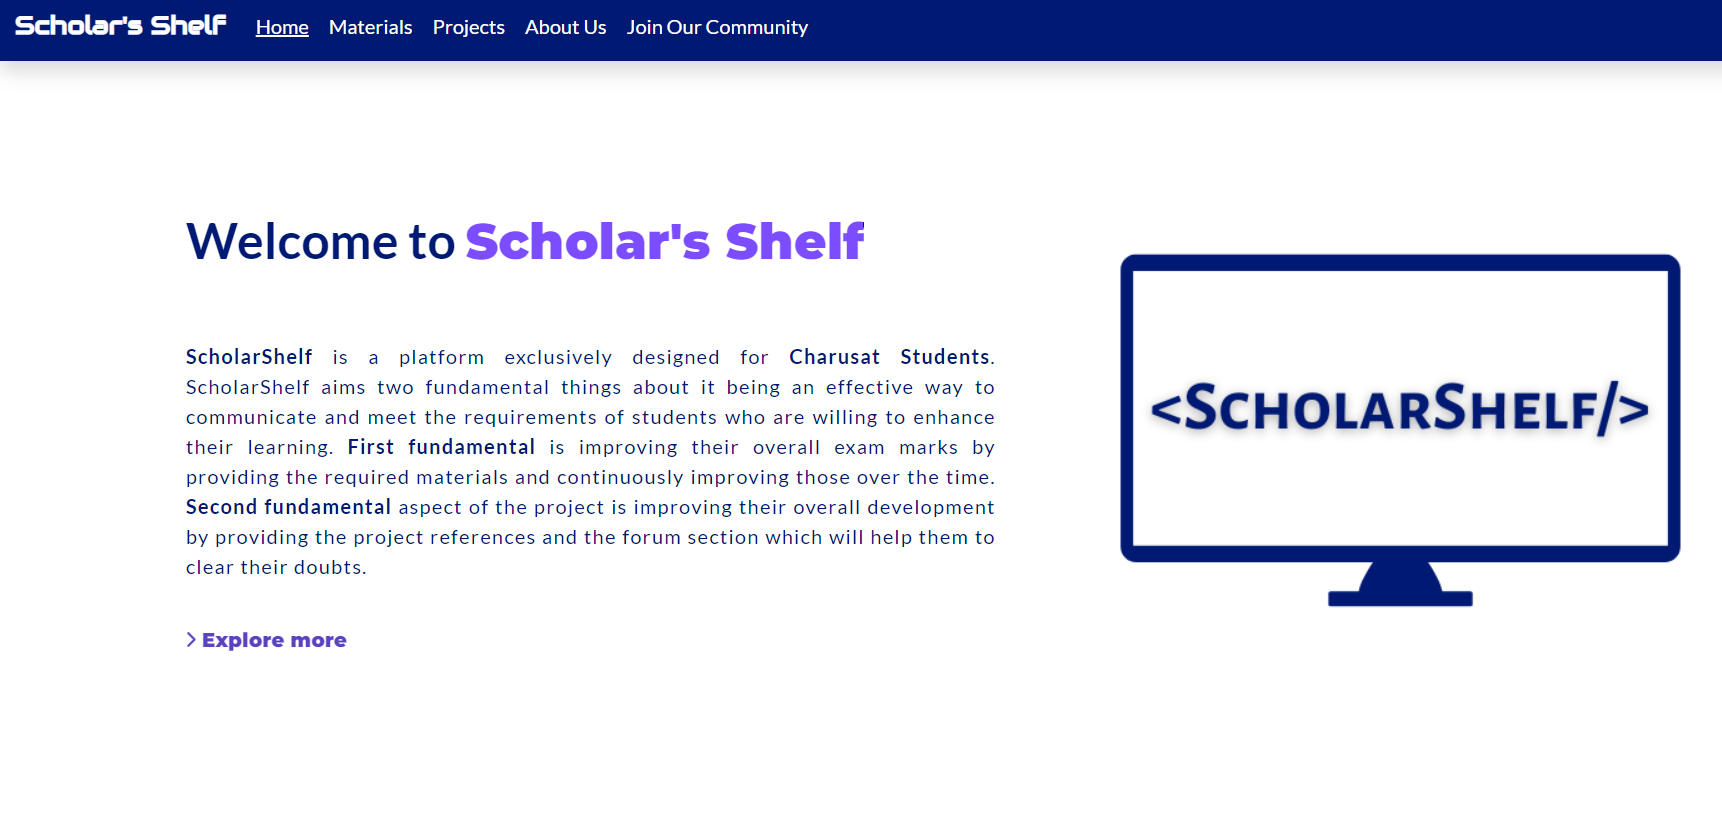 Scholar's Shelf Home Materials Projects About Us Join Our Community
Welcome to Scholar's Shelf
ScholarShelf is a platform exclusively designed for Charusat Students.
ScholarShelf aims two fundamental things about it being an effective way to
communicate and meet the requirements of students who are willing to enhance
their learning. First fundamental is improving their overall exam marks by
providing the required materials and continuously improving those over the time.
Second fundamental aspect of the project is improving their overall development
by providing the project references and the forum section which will help them to
clear their doubts.
Explore more
<ScholarShelf/>